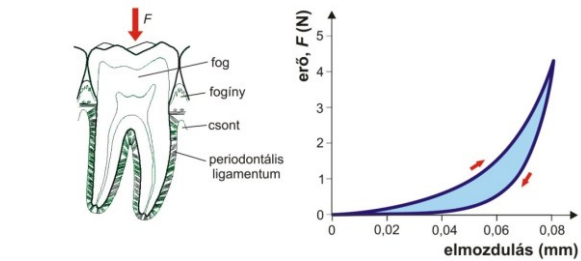 F
fog
fogíny
csont
periodontális
ligamentum
erő, F (N)
5
4
3
2
1
0
0
0,02
0,04
0,06
0,08
elmozdulás (mm)